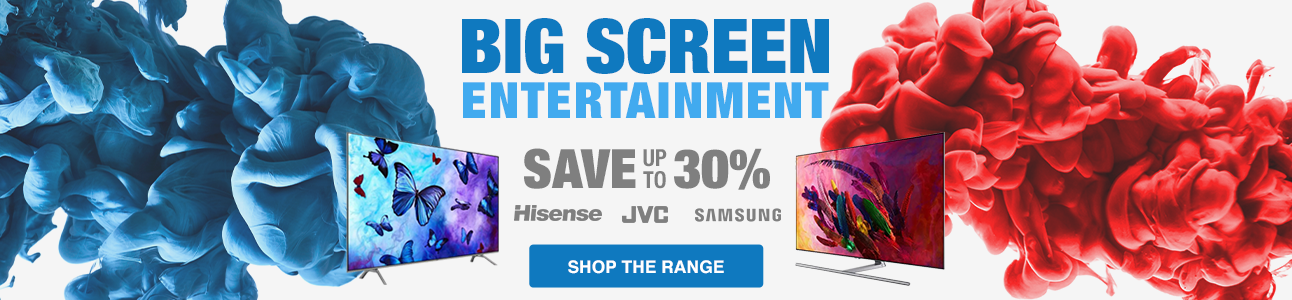 BIG SCREEN
ENTERTAINMENT
SAVE UP TO 30%
Hisense JVC SAMSUNG
SHOP THE RANGE